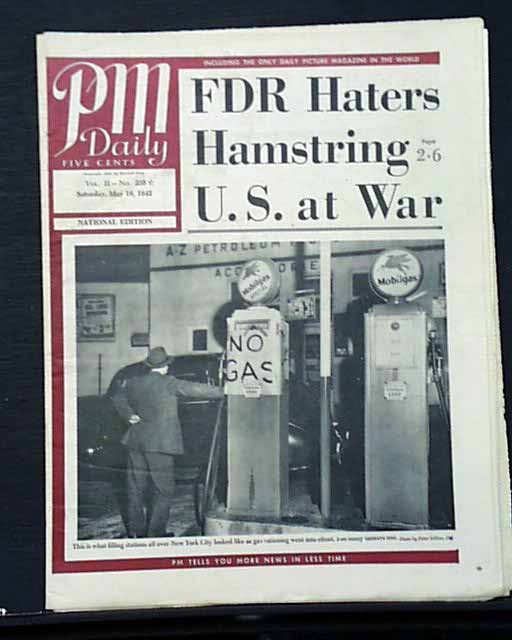 INCLUDING THE ONLY DAILY PICTURE MAGAZINE IN THE WORLD
PM
Daily
FIVE CENTS
Vol. II—No.
Saturday, May 16, 1942
NATIONAL EDITION
FDR Haters
Hamstring Pages 2-6
U. S. at War
A-Z PETROLEUM
Mobilgas
Mobilgas
NO
GAS
This is what filling stations all over New York City looked like as gas rationing went into effect. Too many
PM TELLS YOU MORE NEWS IN LESS TIME